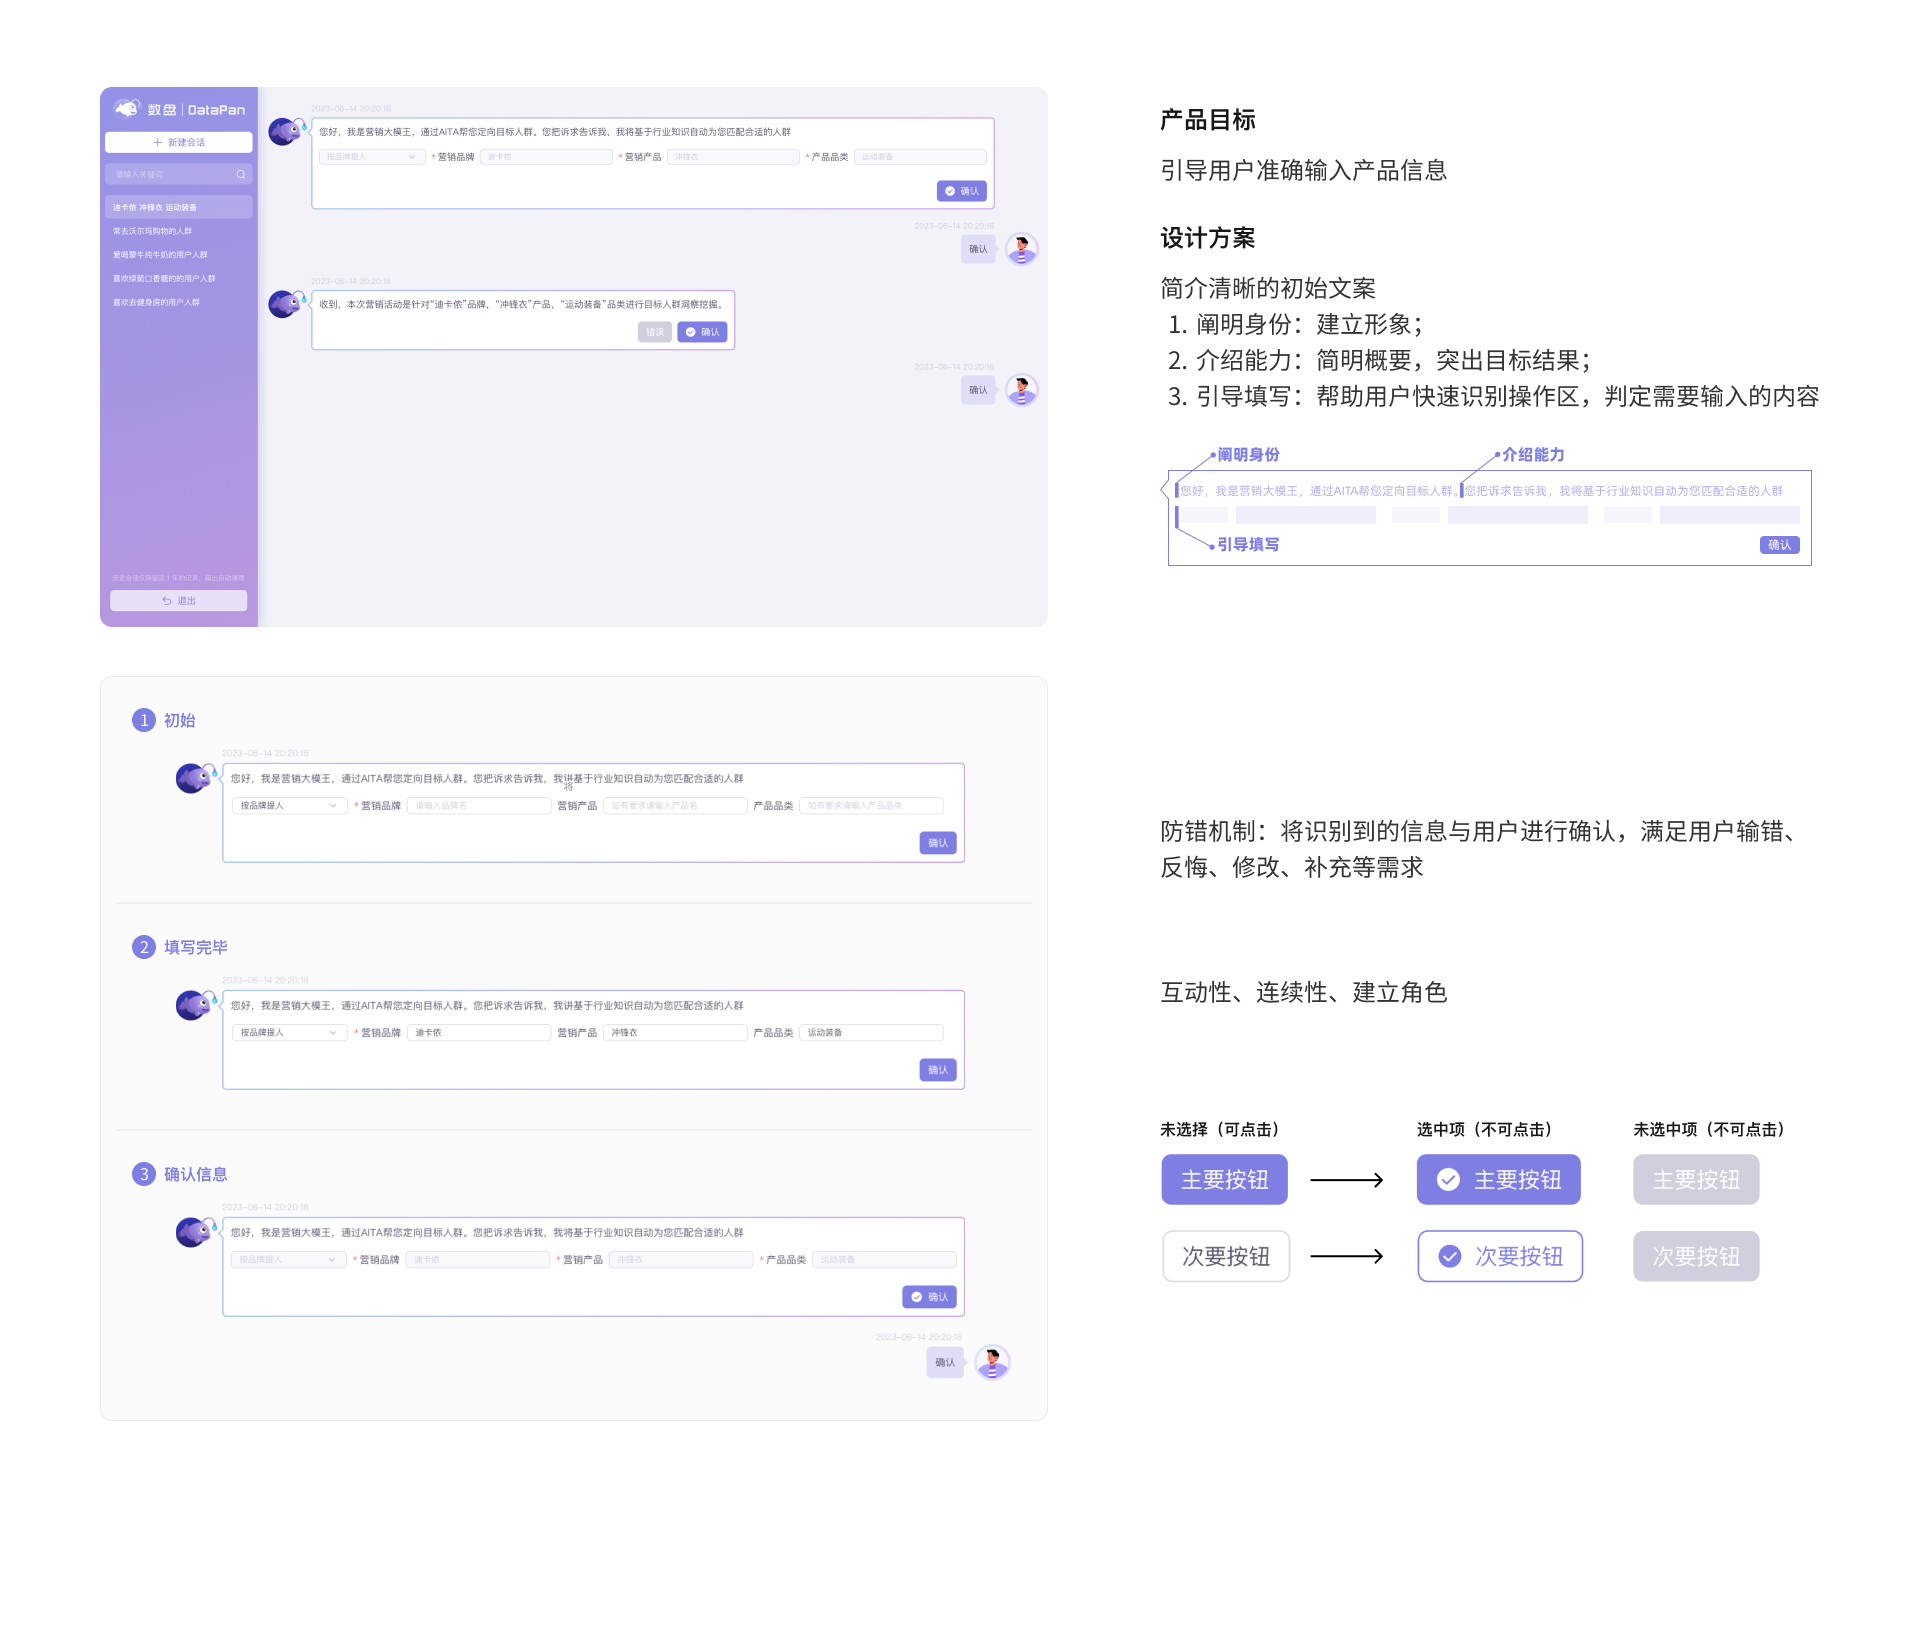 数盘 | DataPan
新建会话
请输入关键词
迪卡侬 冲锋衣 运动装备
常去沃尔玛购物的人群
爱喝蒙牛纯牛奶的用户人群
喜欢绿箭口香糖的的用户人群
喜欢去健身房的用户人群
历史会话仅保留近 1 年的记录，超出自动清理
退出
2023-06-14 20:20:16
您好，我是营销大模王，通过AITA帮您定向目标人群。您把诉求告诉我，我将基于行业知识自动为您匹配合适的人群
按品牌提人 * 营销品牌 迪卡侬 * 营销产品 冲锋衣 * 产品品类 运动装备
确认
2023-06-14 20:20:16
确认
2023-06-14 20:20:16
收到，本次营销活动是针对“迪卡侬”品牌，“冲锋衣”产品，“运动装备”品类进行目标人群洞察挖掘。
错误 确认
2023-06-14 20:20:16
确认
产品目标
引导用户准确输入产品信息
设计方案
简介清晰的初始文案
1. 阐明身份：建立形象；
2. 介绍能力：简明概要，突出目标结果；
3. 引导填写：帮助用户快速识别操作区，判定需要输入的内容
阐明身份 介绍能力
您好，我是营销大模王，通过AITA帮您定向目标人群。您把诉求告诉我，我将基于行业知识自动为您匹配合适的人群
引导填写
确认
1 初始
2023-06-14 20:20:16
您好，我是营销大模王，通过AITA帮您定向目标人群。您把诉求告诉我，我讲基于行业知识自动为您匹配合适的人群
将
按品牌提人 * 营销品牌 请输入品牌名 营销产品 如有要求请输入产品名 产品品类 如有要求请输入产品品类
确认
2 填写完毕
2023-06-14 20:20:16
您好，我是营销大模王，通过AITA帮您定向目标人群。您把诉求告诉我，我讲基于行业知识自动为您匹配合适的人群
按品牌提人 * 营销品牌 迪卡侬 营销产品 冲锋衣 产品品类 运动装备
确认
3 确认信息
2023-06-14 20:20:16
您好，我是营销大模王，通过AITA帮您定向目标人群。您把诉求告诉我，我将基于行业知识自动为您匹配合适的人群
按品牌提人 * 营销品牌 迪卡侬 * 营销产品 冲锋衣 * 产品品类 运动装备
确认
2023-06-14 20:20:16
确认
防错机制：将识别到的信息与用户进行确认，满足用户输错、
反悔、修改、补充等需求
互动性、连续性、建立角色
未选择（可点击） 选中项（不可点击） 未选中项（不可点击）
主要按钮 主要按钮 主要按钮
次要按钮 次要按钮 次要按钮